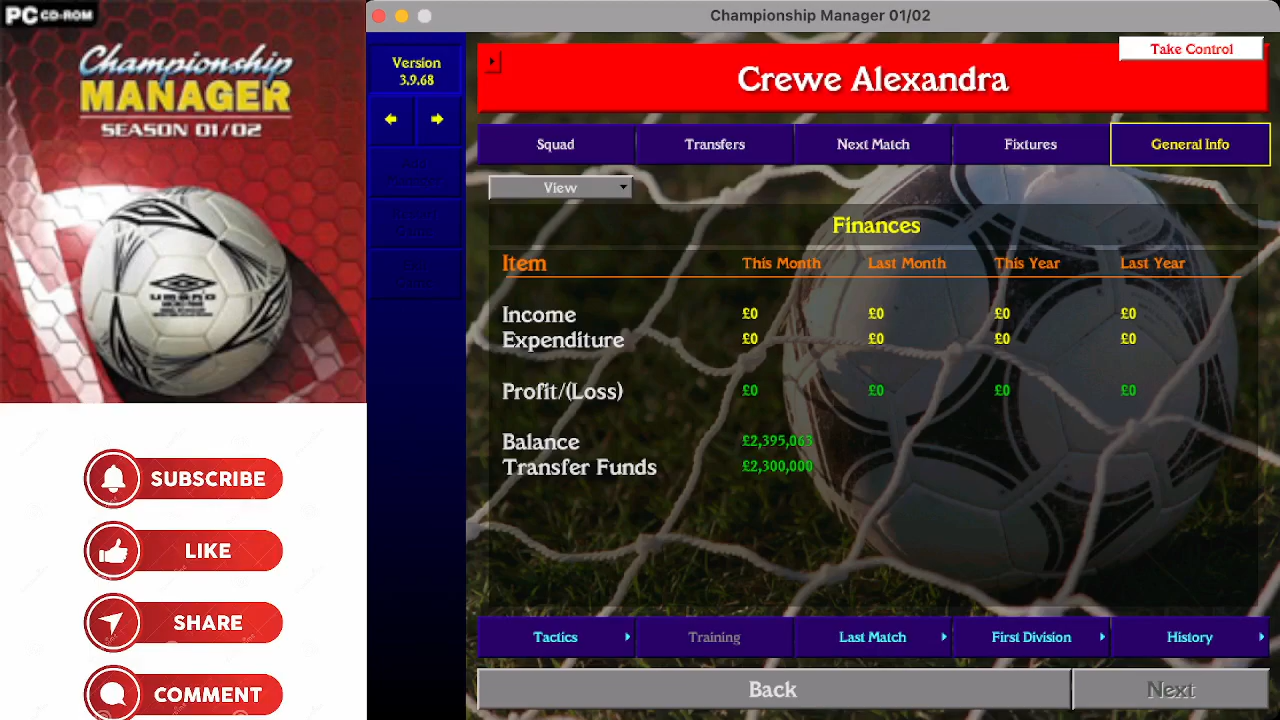 PC CD-ROM
Championship
MANAGER
SEASON 01/02
UMBRO
SUBSCRIBE
LIKE
SHARE
COMMENT
Championship Manager 01/02
Version
3.9.68
Take Control
Crewe Alexandra
Squad
Transfers
Next Match
Fixtures
General Info
View
Finances
Item This Month Last Month This Year Last Year
Income £0 £0 £0 £0
Expenditure £0 £0 £0 £0
Profit/(Loss) £0 £0 £0 £0
Balance £2,395,063
Transfer Funds £2,300,000
Tactics
Training
Last Match
First Division
History
Back
Next